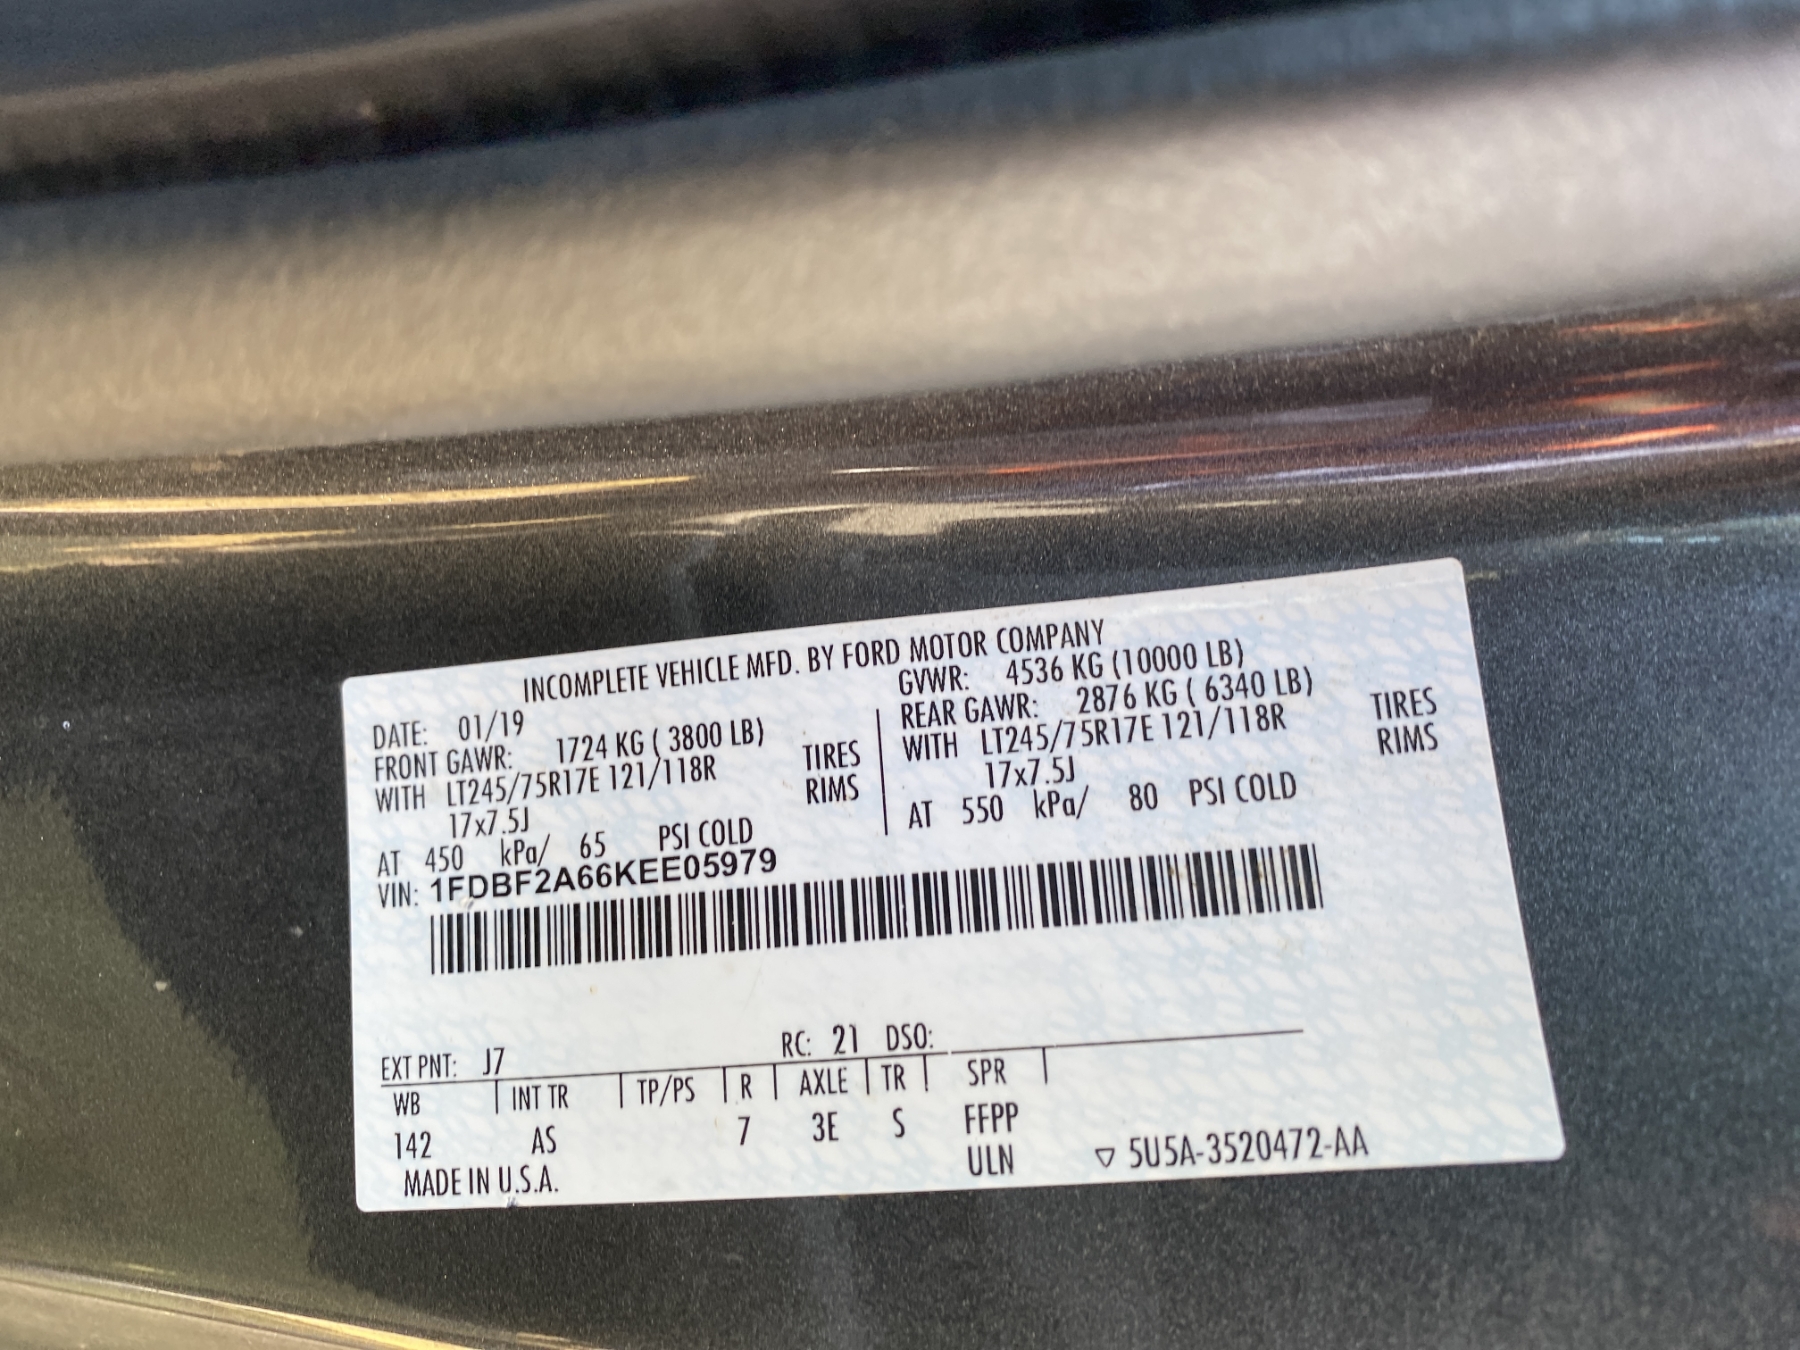 INCOMPLETE VEHICLE MFD. BY FORD MOTOR COMPANY
DATE: 01/19
GVWR: 4536 KG (10000 LB)
FRONT GAWR: 1724 KG ( 3800 LB)
REAR GAWR: 2876 KG ( 6340 LB)
WITH LT245/75R17E 121/118R TIRES
WITH LT245/75R17E 121/118R TIRES
17x7.5J RIMS
17x7.5J RIMS
AT 450 kPa/ 65 PSI COLD
AT 550 kPa/ 80 PSI COLD
VIN: 1FDBF2A66KEE05979
EXT PNT: J7 RC: 21 DSO:
WB INT TR TP/PS R AXLE TR SPR
142 AS 7 3E S FFPP
ULN
MADE IN U.S.A.
▽ 5U5A-3520472-AA